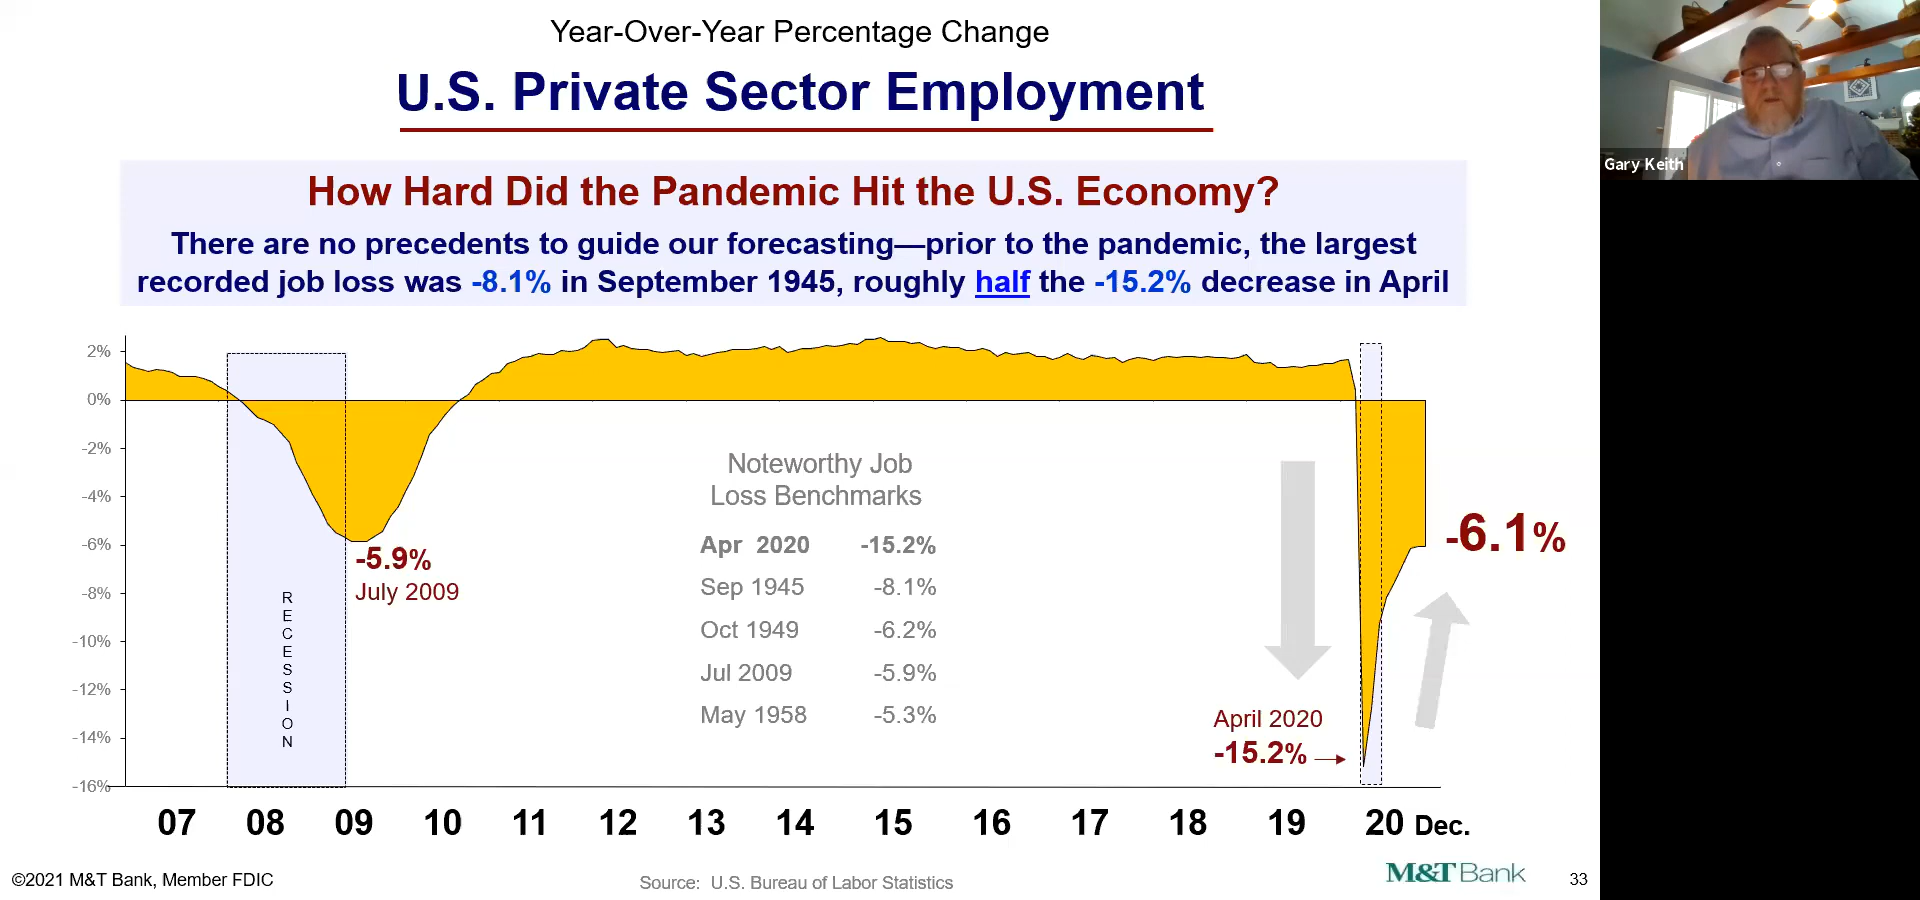 Year-Over-Year Percentage Change
U.S. Private Sector Employment
Gary Keith
How Hard Did the Pandemic Hit the U.S. Economy?
There are no precedents to guide our forecasting—prior to the pandemic, the largest
recorded job loss was -8.1% in September 1945, roughly half the -15.2% decrease in April
2%
0%
-2%
-4%
-6%
-8%
-10%
-12%
-14%
-16%
RECESSION
-5.9%
July 2009
Noteworthy Job
Loss Benchmarks
Apr 2020 -15.2%
Sep 1945 -8.1%
Oct 1949 -6.2%
Jul 2009 -5.9%
May 1958 -5.3%
April 2020
-15.2%
-6.1%
07 08 09 10 11 12 13 14 15 16 17 18 19 20 Dec.
©2021 M&T Bank, Member FDIC
Source: U.S. Bureau of Labor Statistics
M&T Bank
33